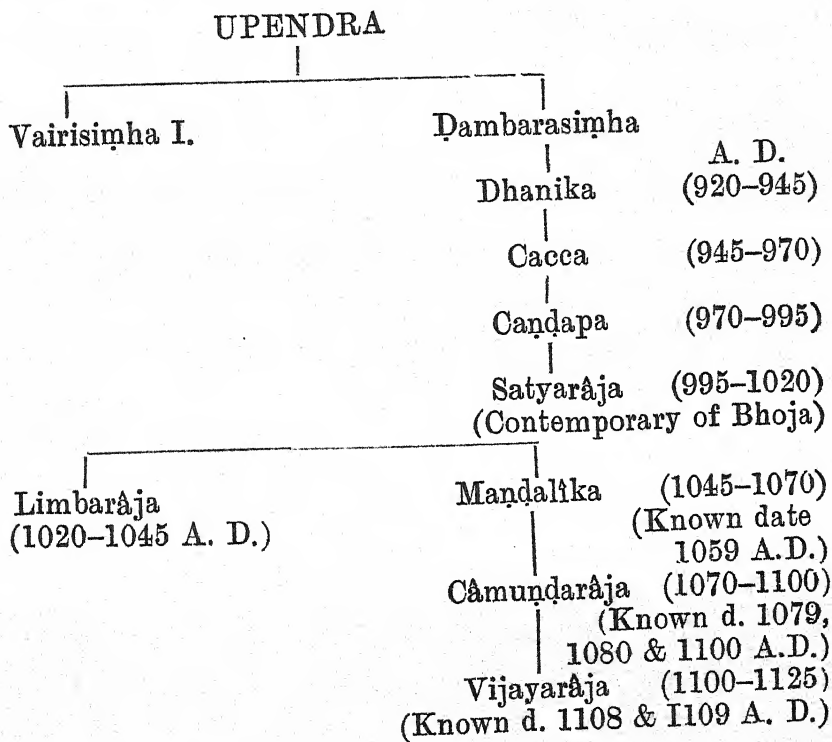 UPENDRA
Vairisiṃha I.
Ḍambarasiṃha
A. D.
Dhanika (920–945)
Cacca (945–970)
Caṇḍapa (970–995)
Satyarâja (995–1020)
(Contemporary of Bhoja)
Limbarâja
(1020–1045 A. D.)
Maṇḍalîka (1045–1070)
(Known date
1059 A.D.)
Câmuṇḍarâja (1070–1100)
(Known d. 1079,
1080 & 1100 A.D.)
Vijayarâja (1100–1125)
(Known d. 1108 & I109 A. D.)